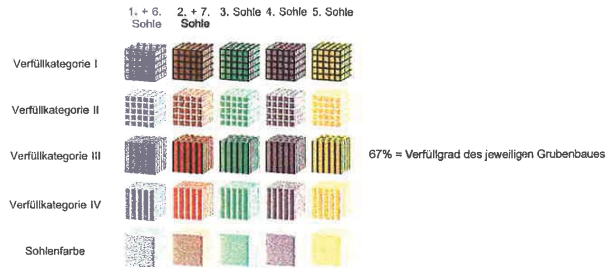 1. + 6. Sohle
2. + 7. Sohle
3. Sohle
4. Sohle
5. Sohle
Verfüllkategorie I
Verfüllkategorie II
Verfüllkategorie III
67% = Verfüllgrad des jeweiligen Grubenbaues
Verfüllkategorie IV
Sohlenfarbe